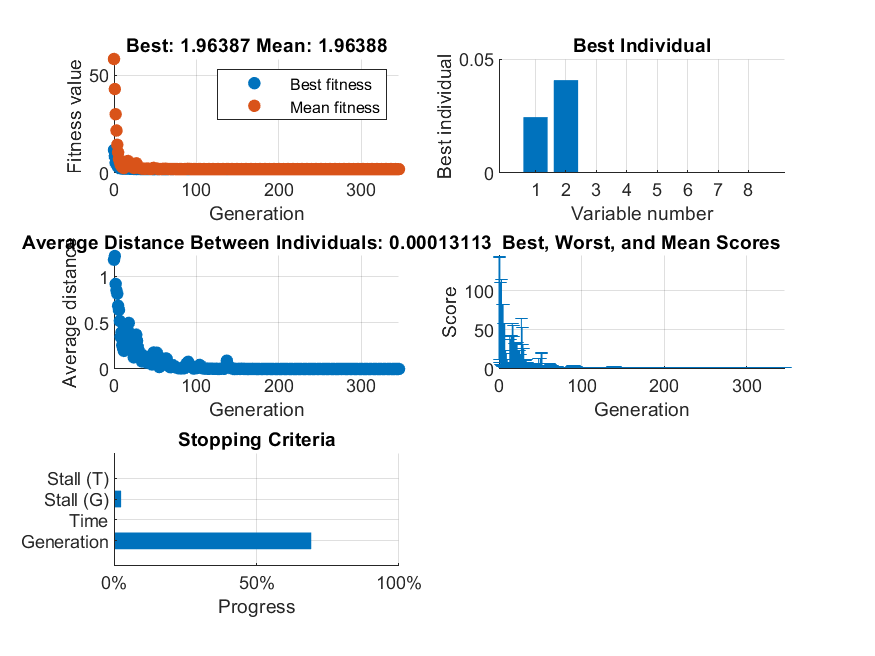 Best: 1.96387 Mean: 1.96388
Fitness value
50
0
Best fitness
Mean fitness
0 100 200 300
Generation
Best Individual
Best individual
0.05
0
1 2 3 4 5 6 7 8
Variable number
Average Distance Between Individuals: 0.00013113
Average distance
1
0.5
0
0 100 200 300
Generation
Best, Worst, and Mean Scores
Score
100
50
0
0 100 200 300
Generation
Stopping Criteria
Stall (T)
Stall (G)
Time
Generation
0% 50% 100%
Progress